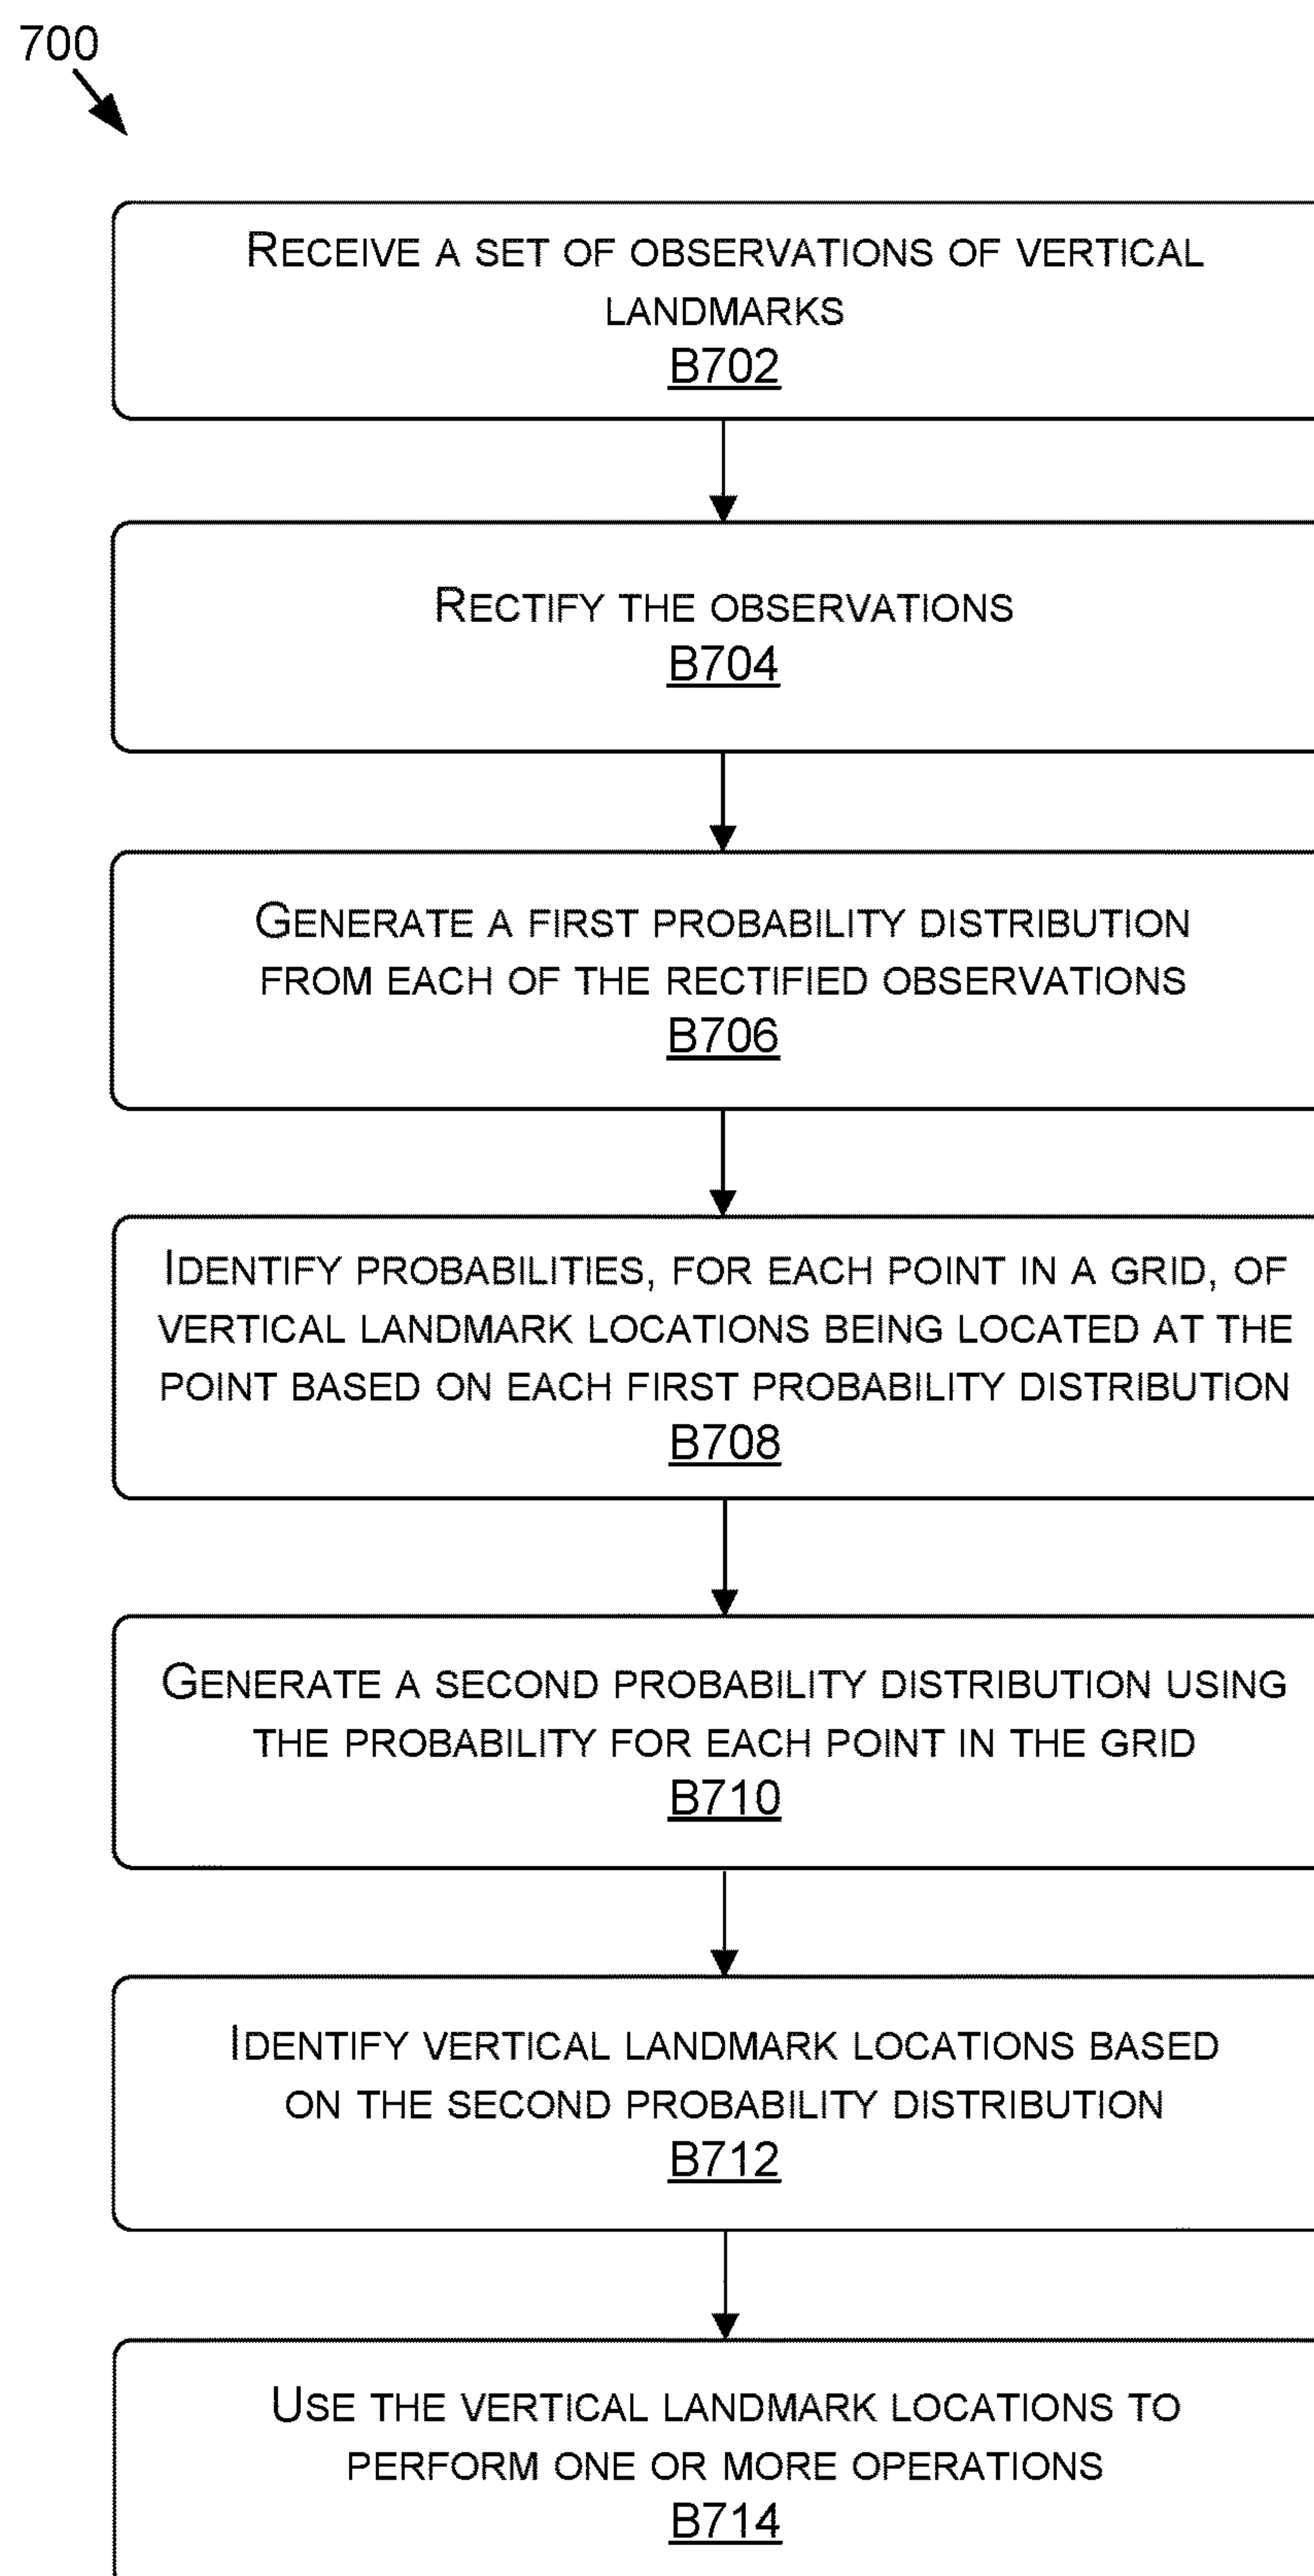 700
RECEIVE A SET OF OBSERVATIONS OF VERTICAL
LANDMARKS
B702
RECTIFY THE OBSERVATIONS
B704
GENERATE A FIRST PROBABILITY DISTRIBUTION
FROM EACH OF THE RECTIFIED OBSERVATIONS
B706
IDENTIFY PROBABILITIES, FOR EACH POINT IN A GRID, OF
VERTICAL LANDMARK LOCATIONS BEING LOCATED AT THE
POINT BASED ON EACH FIRST PROBABILITY DISTRIBUTION
B708
GENERATE A SECOND PROBABILITY DISTRIBUTION USING
THE PROBABILITY FOR EACH POINT IN THE GRID
B710
IDENTIFY VERTICAL LANDMARK LOCATIONS BASED
ON THE SECOND PROBABILITY DISTRIBUTION
B712
USE THE VERTICAL LANDMARK LOCATIONS TO
PERFORM ONE OR MORE OPERATIONS
B714